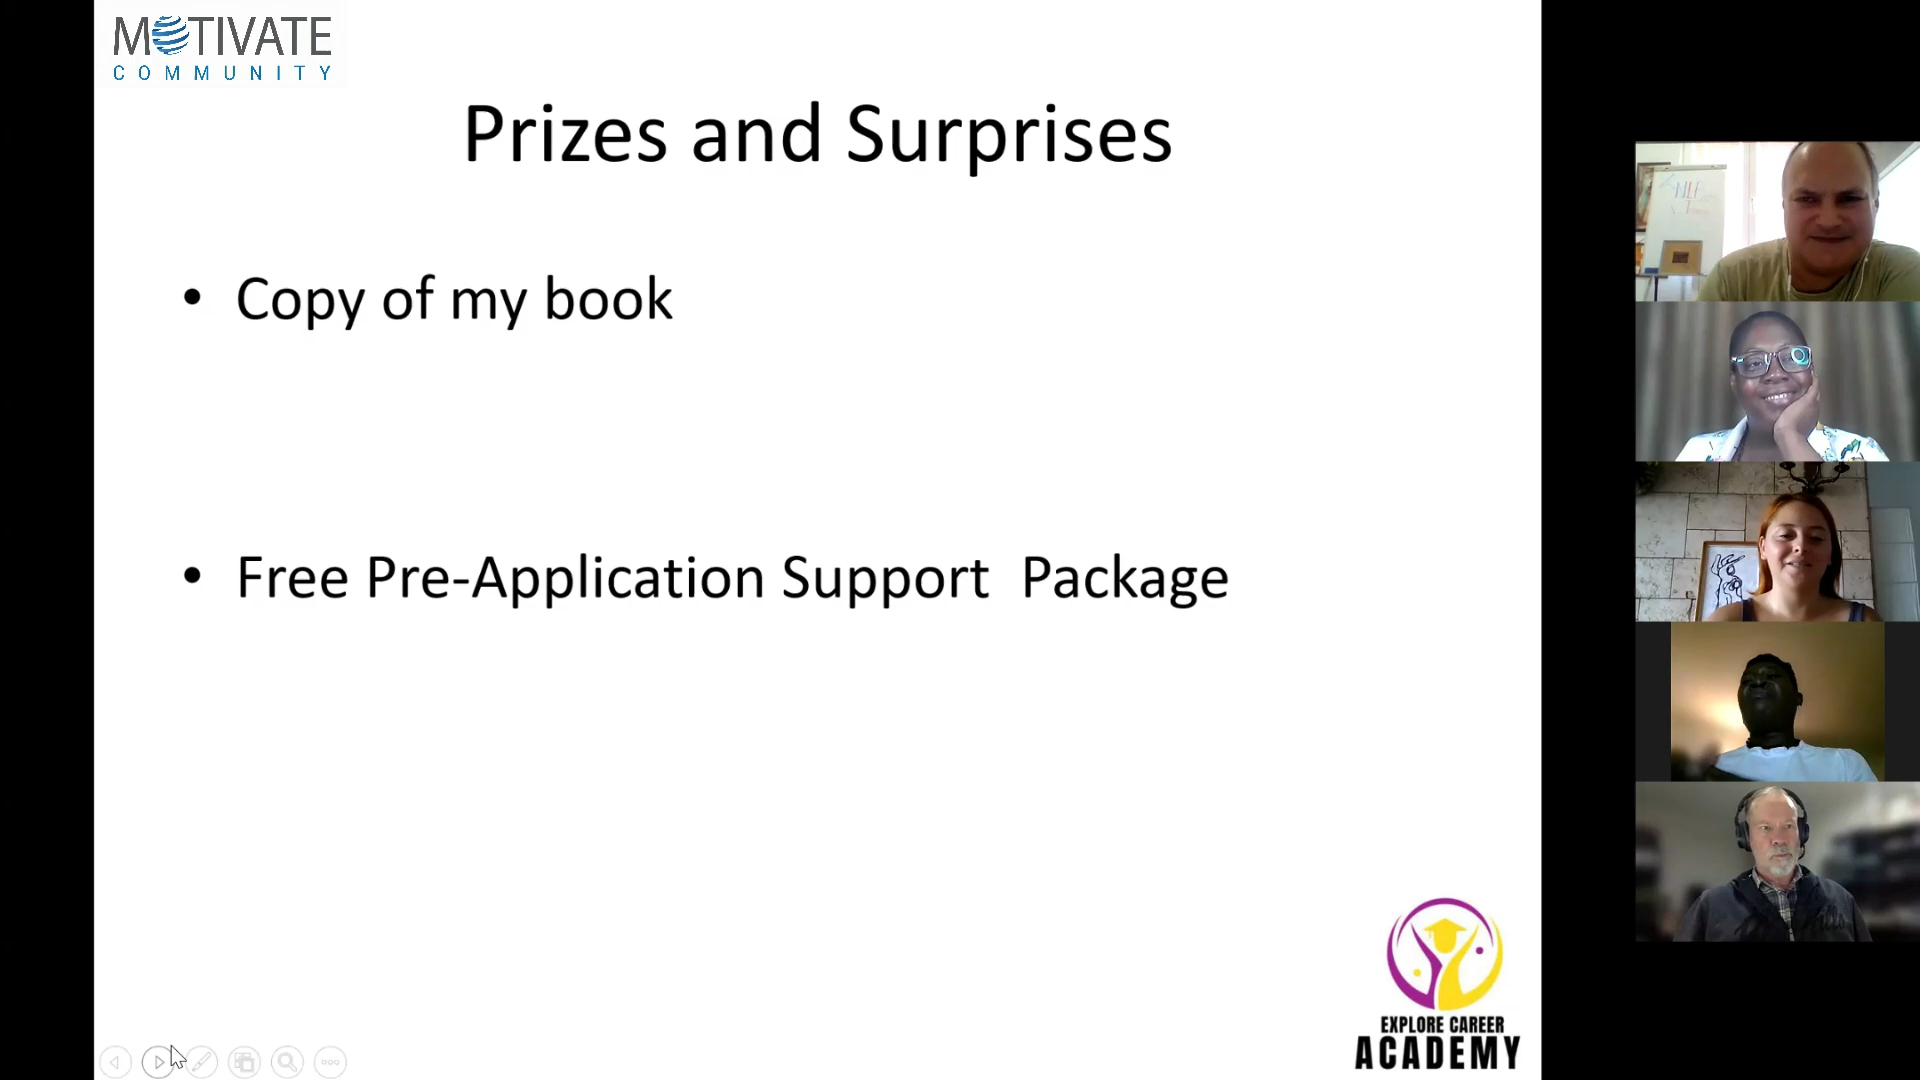 MOTIVATE
COMMUNITY
Prizes and Surprises
• Copy of my book
• Free Pre-Application Support Package
EXPLORE CAREER
ACADEMY